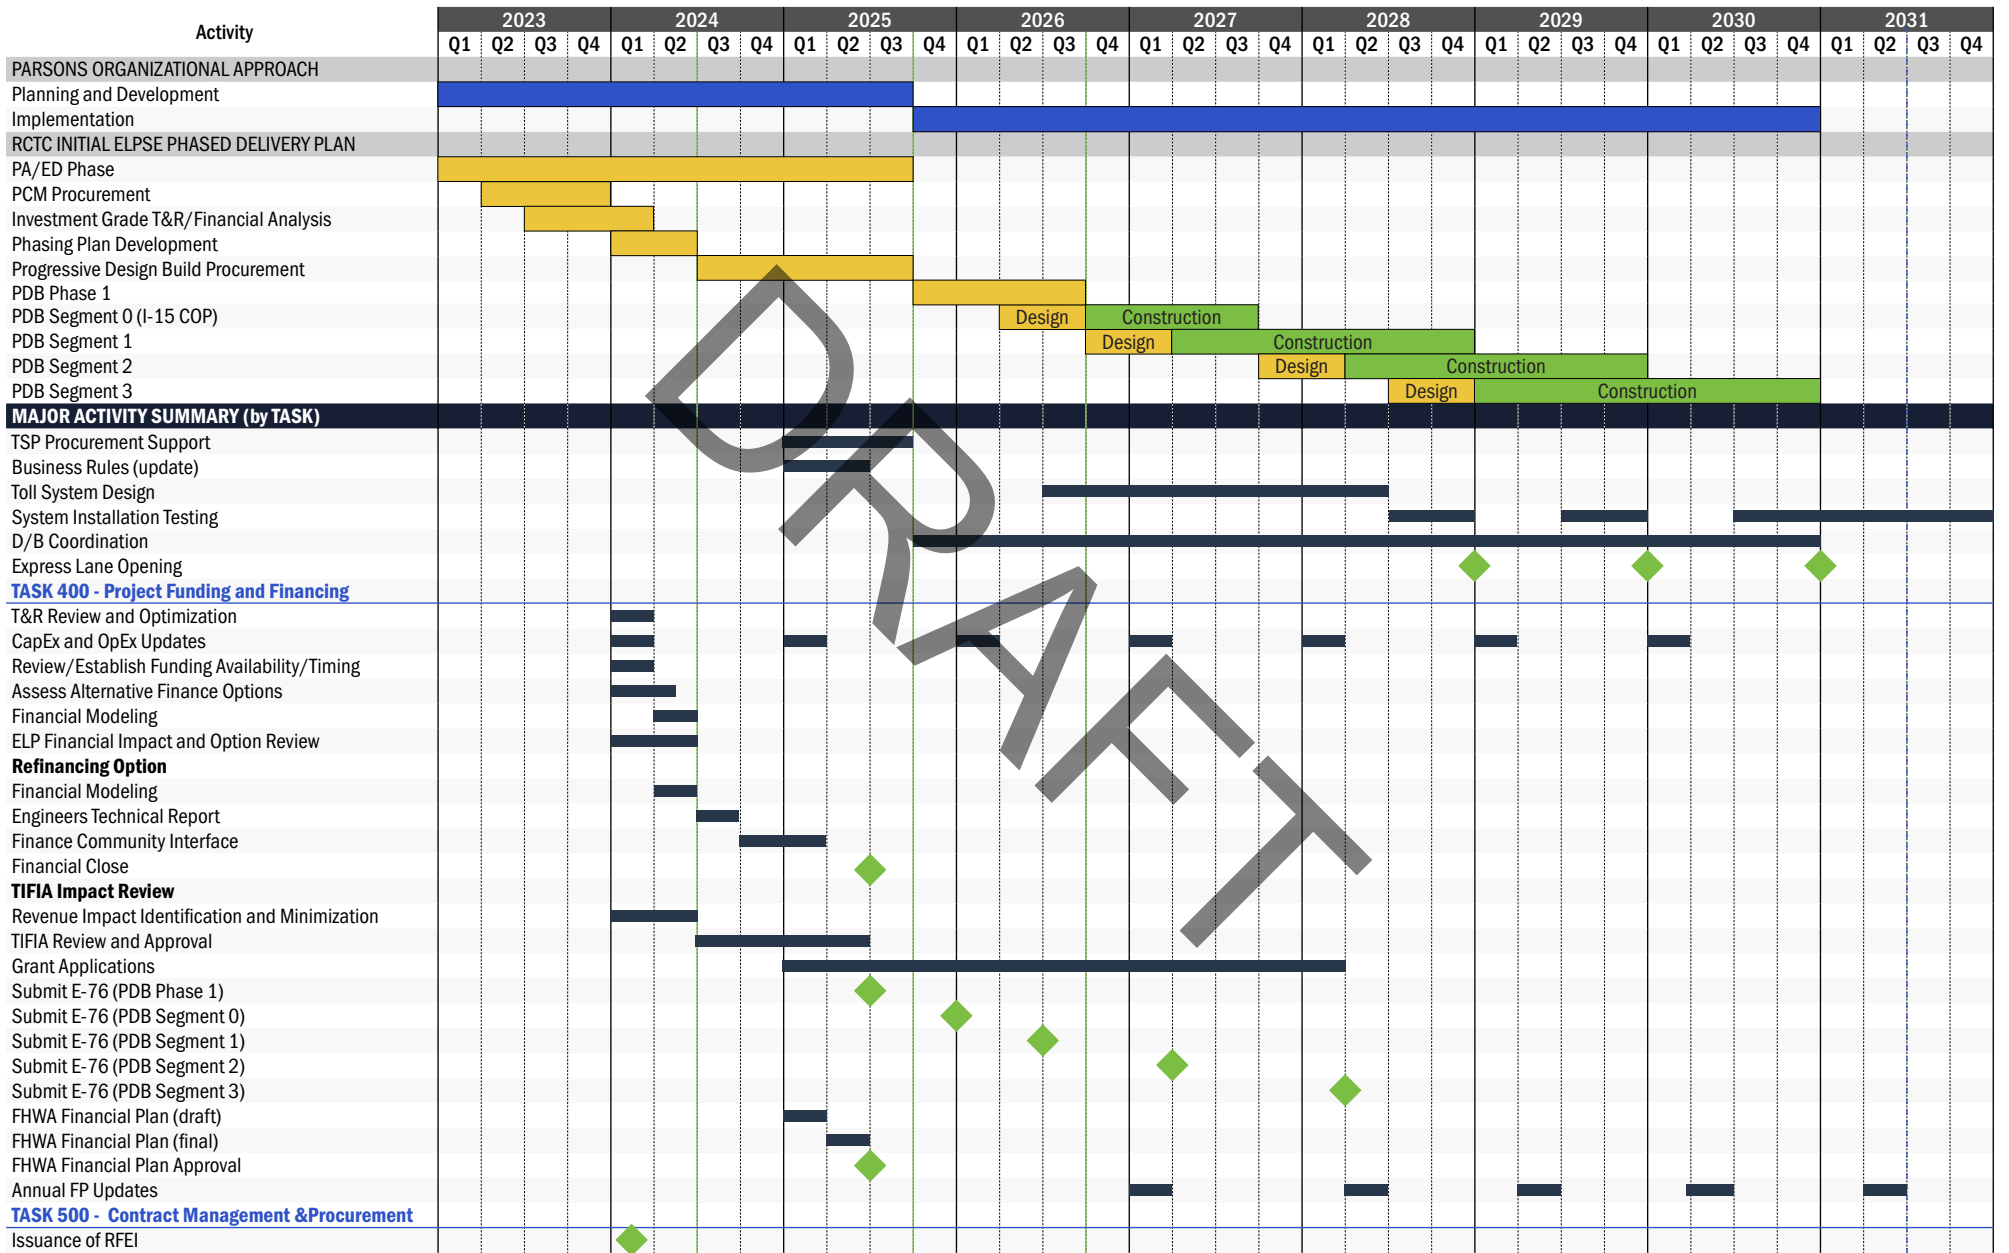 Activity
2023 2024 2025 2026 2027 2028 2029 2030 2031
Q1 Q2 Q3 Q4 Q1 Q2 Q3 Q4 Q1 Q2 Q3 Q4 Q1 Q2 Q3 Q4 Q1 Q2 Q3 Q4 Q1 Q2 Q3 Q4 Q1 Q2 Q3 Q4 Q1 Q2 Q3 Q4 Q1 Q2 Q3 Q4
PARSONS ORGANIZATIONAL APPROACH
Planning and Development
Implementation
RCTC INITIAL ELPSE PHASED DELIVERY PLAN
PA/ED Phase
PCM Procurement
Investment Grade T&R/Financial Analysis
Phasing Plan Development
Progressive Design Build Procurement
PDB Phase 1
PDB Segment 0 (I-15 COP) Design Construction
PDB Segment 1 Design Construction
PDB Segment 2 Design Construction
PDB Segment 3 Design Construction
MAJOR ACTIVITY SUMMARY (by TASK)
TSP Procurement Support
Business Rules (update)
Toll System Design
System Installation Testing
D/B Coordination
Express Lane Opening
TASK 400 - Project Funding and Financing
T&R Review and Optimization
CapEx and OpEx Updates
Review/Establish Funding Availability/Timing
Assess Alternative Finance Options
Financial Modeling
ELP Financial Impact and Option Review
Refinancing Option
Financial Modeling
Engineers Technical Report
Finance Community Interface
Financial Close
TIFIA Impact Review
Revenue Impact Identification and Minimization
TIFIA Review and Approval
Grant Applications
Submit E-76 (PDB Phase 1)
Submit E-76 (PDB Segment 0)
Submit E-76 (PDB Segment 1)
Submit E-76 (PDB Segment 2)
Submit E-76 (PDB Segment 3)
FHWA Financial Plan (draft)
FHWA Financial Plan (final)
FHWA Financial Plan Approval
Annual FP Updates
TASK 500 - Contract Management &Procurement
Issuance of RFEI
DRAFT